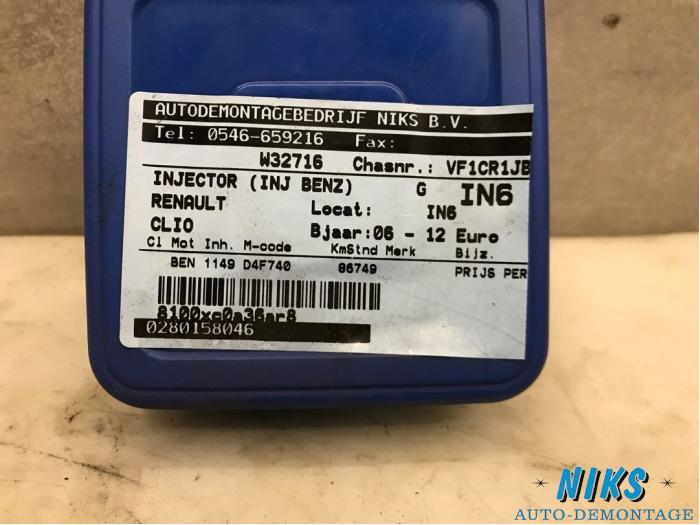 AUTODEMONTAGEBEDRIJF NIKS B.V.
Tel: 0546-659216 Fax:
W32716 Chasnr.: VF1CR1JB
INJECTOR (INJ BENZ) G IN6
RENAULT Locat: IN6
CLIO Bjaar:06 - 12 Euro
Cl Mot Inh. M-code KmStnd Merk Bijz.
BEN 1149 D4F740 86749 PRIJS PER
8100xc0a36ar8
0280158046
NIKS
AUTO-DEMONTAGE